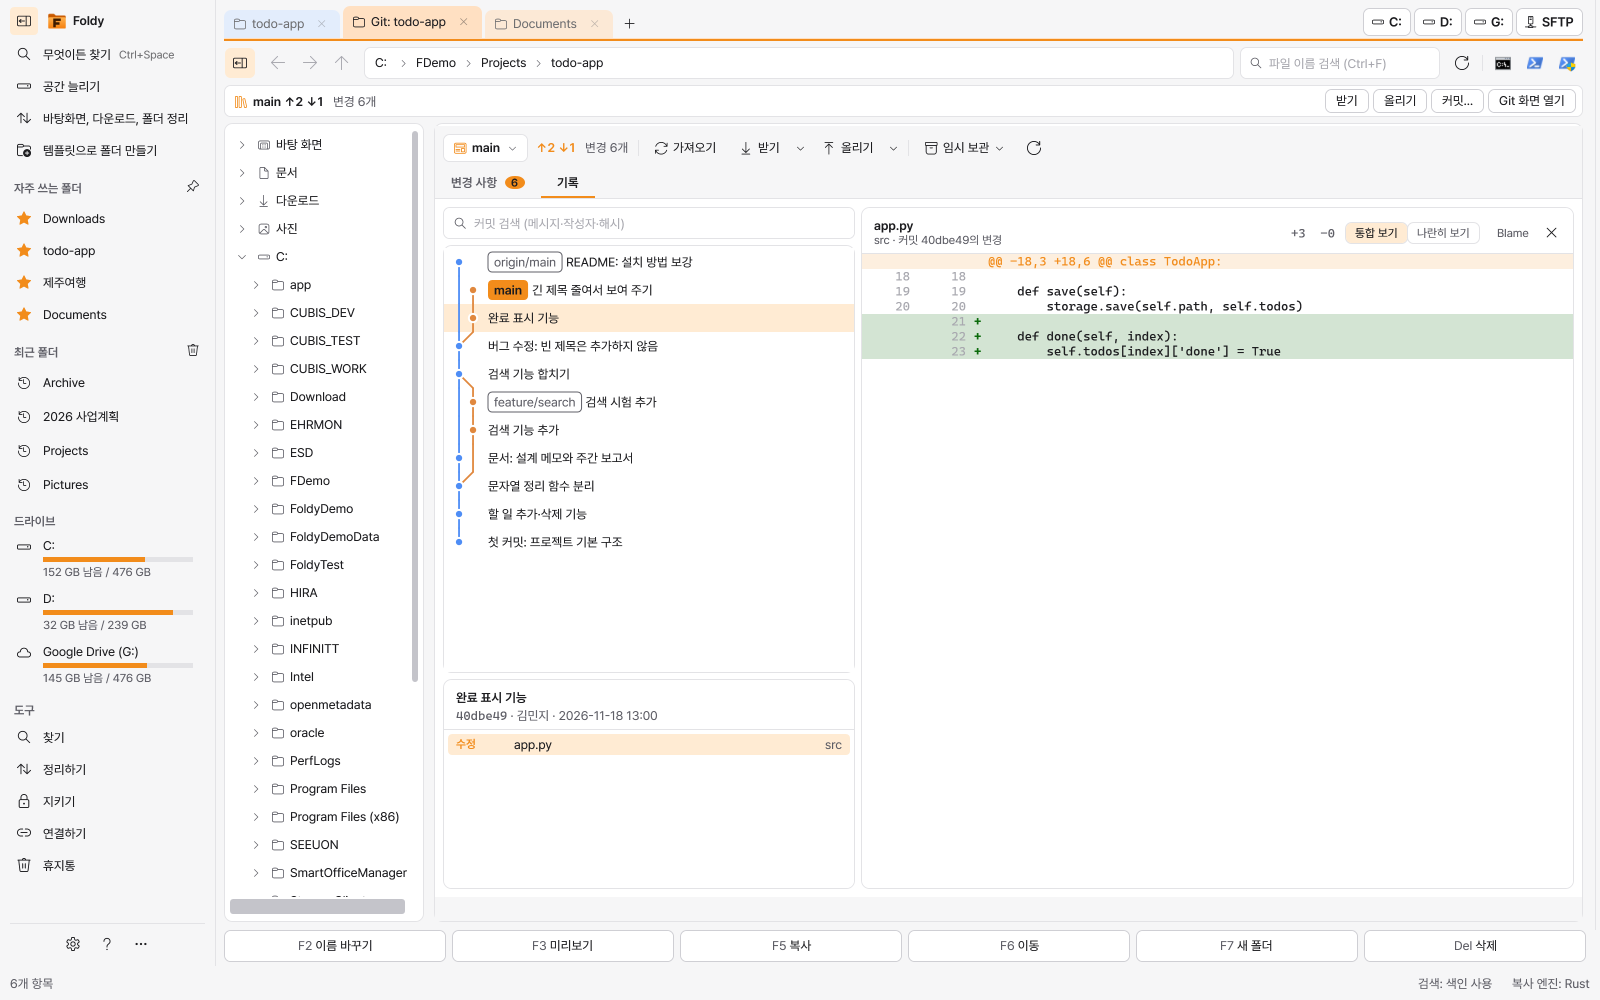 Foldy
무엇이든 찾기 Ctrl+Space
공간 늘리기
바탕화면, 다운로드, 폴더 정리
템플릿으로 폴더 만들기
자주 쓰는 폴더
Downloads
todo-app
제주여행
Documents
최근 폴더
Archive
2026 사업계획
Projects
Pictures
드라이브
C:
152 GB 남음 / 476 GB
D:
32 GB 남음 / 239 GB
Google Drive (G:)
145 GB 남음 / 476 GB
도구
찾기
정리하기
지키기
연결하기
휴지통
6개 항목
todo-app
Git: todo-app
Documents
C:
D:
G:
SFTP
C: > FDemo > Projects > todo-app
파일 이름 검색 (Ctrl+F)
main ↑2 ↓1 변경 6개
받기
올리기
커밋...
Git 화면 열기
바탕 화면
문서
다운로드
사진
C:
app
CUBIS_DEV
CUBIS_TEST
CUBIS_WORK
Download
EHRMON
ESD
FDemo
FoldyDemo
FoldyDemoData
FoldyTest
HIRA
inetpub
INFINITT
Intel
openmetadata
oracle
PerfLogs
Program Files
Program Files (x86)
SEEUON
SmartOfficeManager
main ↑2 ↓1 변경 6개 가져오기 받기 올리기 임시 보관
변경 사항 6 기록
커밋 검색 (메시지·작성자·해시)
origin/main README: 설치 방법 보강
main 긴 제목 줄여서 보여 주기
완료 표시 기능
버그 수정: 빈 제목은 추가하지 않음
검색 기능 합치기
feature/search 검색 시험 추가
검색 기능 추가
문서: 설계 메모와 주간 보고서
문자열 정리 함수 분리
할 일 추가·삭제 기능
첫 커밋: 프로젝트 기본 구조
완료 표시 기능
40dbe49 · 김민지 · 2026-11-18 13:00
수정 app.py src
app.py
src · 커밋 40dbe49의 변경
+3 −0 통합 보기 나란히 보기 Blame
@@ -18,3 +18,6 @@ class TodoApp:
18 18
19 19 def save(self):
20 20 storage.save(self.path, self.todos)
21 +
22 + def done(self, index):
23 + self.todos[index]['done'] = True
F2 이름 바꾸기
F3 미리보기
F5 복사
F6 이동
F7 새 폴더
Del 삭제
검색: 색인 사용
복사 엔진: Rust